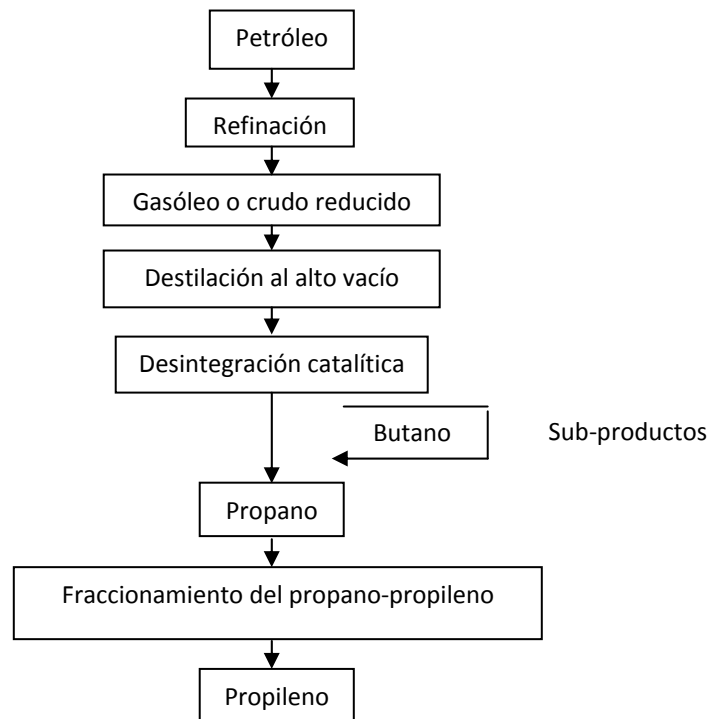 Petróleo
Refinación
Gasóleo o crudo reducido
Destilación al alto vacío
Desintegración catalítica
Butano Sub-productos
Propano
Fraccionamiento del propano-propileno
Propileno